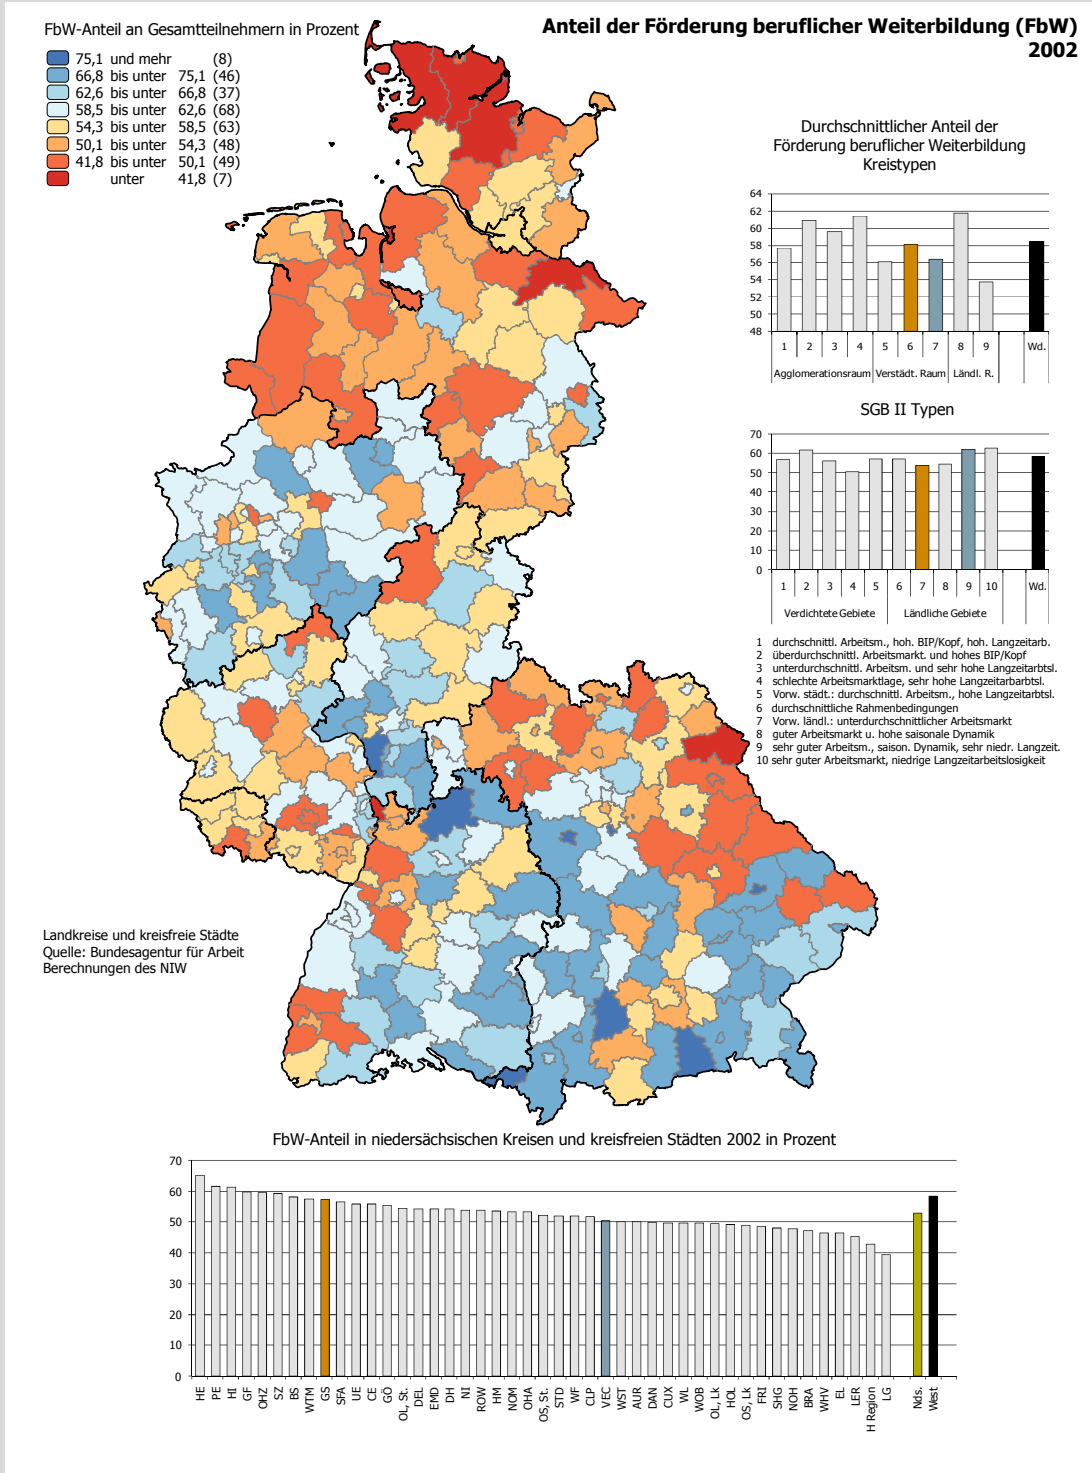 Anteil der Förderung beruflicher Weiterbildung (FbW)
2002
FbW-Anteil an Gesamtteilnehmern in Prozent
75,1 und mehr (8)
66,8 bis unter 75,1 (46)
62,6 bis unter 66,8 (37)
58,5 bis unter 62,6 (68)
54,3 bis unter 58,5 (63)
50,1 bis unter 54,3 (48)
41,8 bis unter 50,1 (49)
unter 41,8 (7)
Durchschnittlicher Anteil der
Förderung beruflicher Weiterbildung
Kreistypen
64
62
60
58
56
54
52
50
48
1 2 3 4 5 6 7 8 9 Wd.
Agglomerationsraum Verstädt. Raum Ländl. R.
SGB II Typen
70
60
50
40
30
20
10
0
1 2 3 4 5 6 7 8 9 10 Wd.
Verdichtete Gebiete Ländliche Gebiete
1 durchschnittl. Arbeitsm., hoh. BIP/Kopf, hoh. Langzeitarb.
2 überdurchschnittl. Arbeitsmarkt. und hohes BIP/Kopf
3 unterdurchschnittl. Arbeitsm. und sehr hohe Langzeitarbtsl.
4 schlechte Arbeitsmarktlage, sehr hohe Langzeitarbarbtsl.
5 Vorw. städt.: durchschnittl. Arbeitsm., hohe Langzeitarbtsl.
6 durchschnittliche Rahmenbedingungen
7 Vorw. ländl.: unterdurchschnittlicher Arbeitsmarkt
8 guter Arbeitsmarkt u. hohe saisonale Dynamik
9 sehr guter Arbeitsm., saison. Dynamik, sehr niedr. Langzeit.
10 sehr guter Arbeitsmarkt, niedrige Langzeitarbeitslosigkeit
Landkreise und kreisfreie Städte
Quelle: Bundesagentur für Arbeit
Berechnungen des NIW
FbW-Anteil in niedersächsischen Kreisen und kreisfreien Städten 2002 in Prozent
70
60
50
40
30
20
10
0
HE PE HI GF OHZ SZ BS WTM GS SFA UE CE GÖ OL, St. DEL EMD DH NI ROW HM NOM OHA OS, St. STD WF CLP VEC WST AUR DAN CUX WL WOB OL, Lk HOL OS, Lk FRI SHG NOH BRA WHV EL LER H Region LG Nds. West